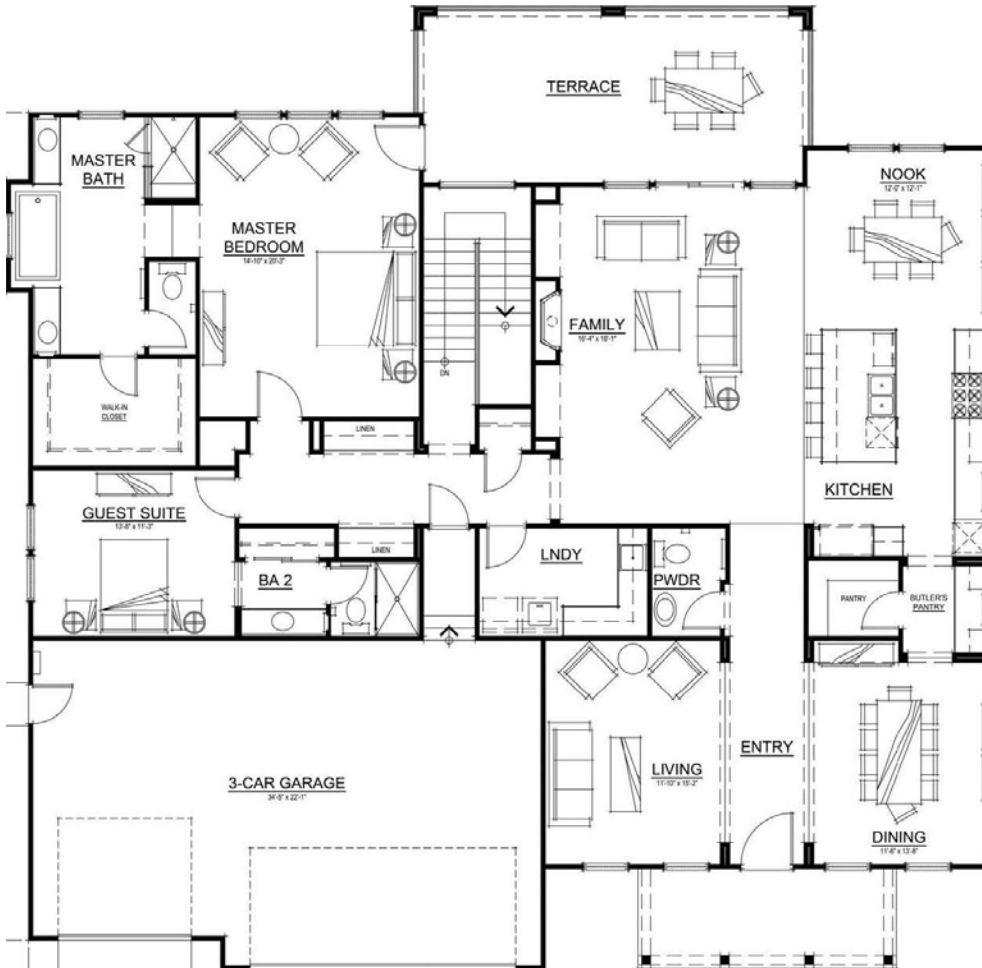 TERRACE
MASTER
BATH
NOOK
12'-0" x 12'-1"
MASTER
BEDROOM
14'-10" x 20'-3"
FAMILY
16'-4" x 18'-1"
DN
WALK-IN
CLOSET
LINEN
KITCHEN
GUEST SUITE
13'-8" x 11'-3"
LINEN
LNDY
BA 2
PWDR
PANTRY
BUTLER'S
PANTRY
ENTRY
LIVING
11'-10" x 15'-2"
3-CAR GARAGE
34'-5" x 22'-1"
DINING
11'-6" x 13'-8"